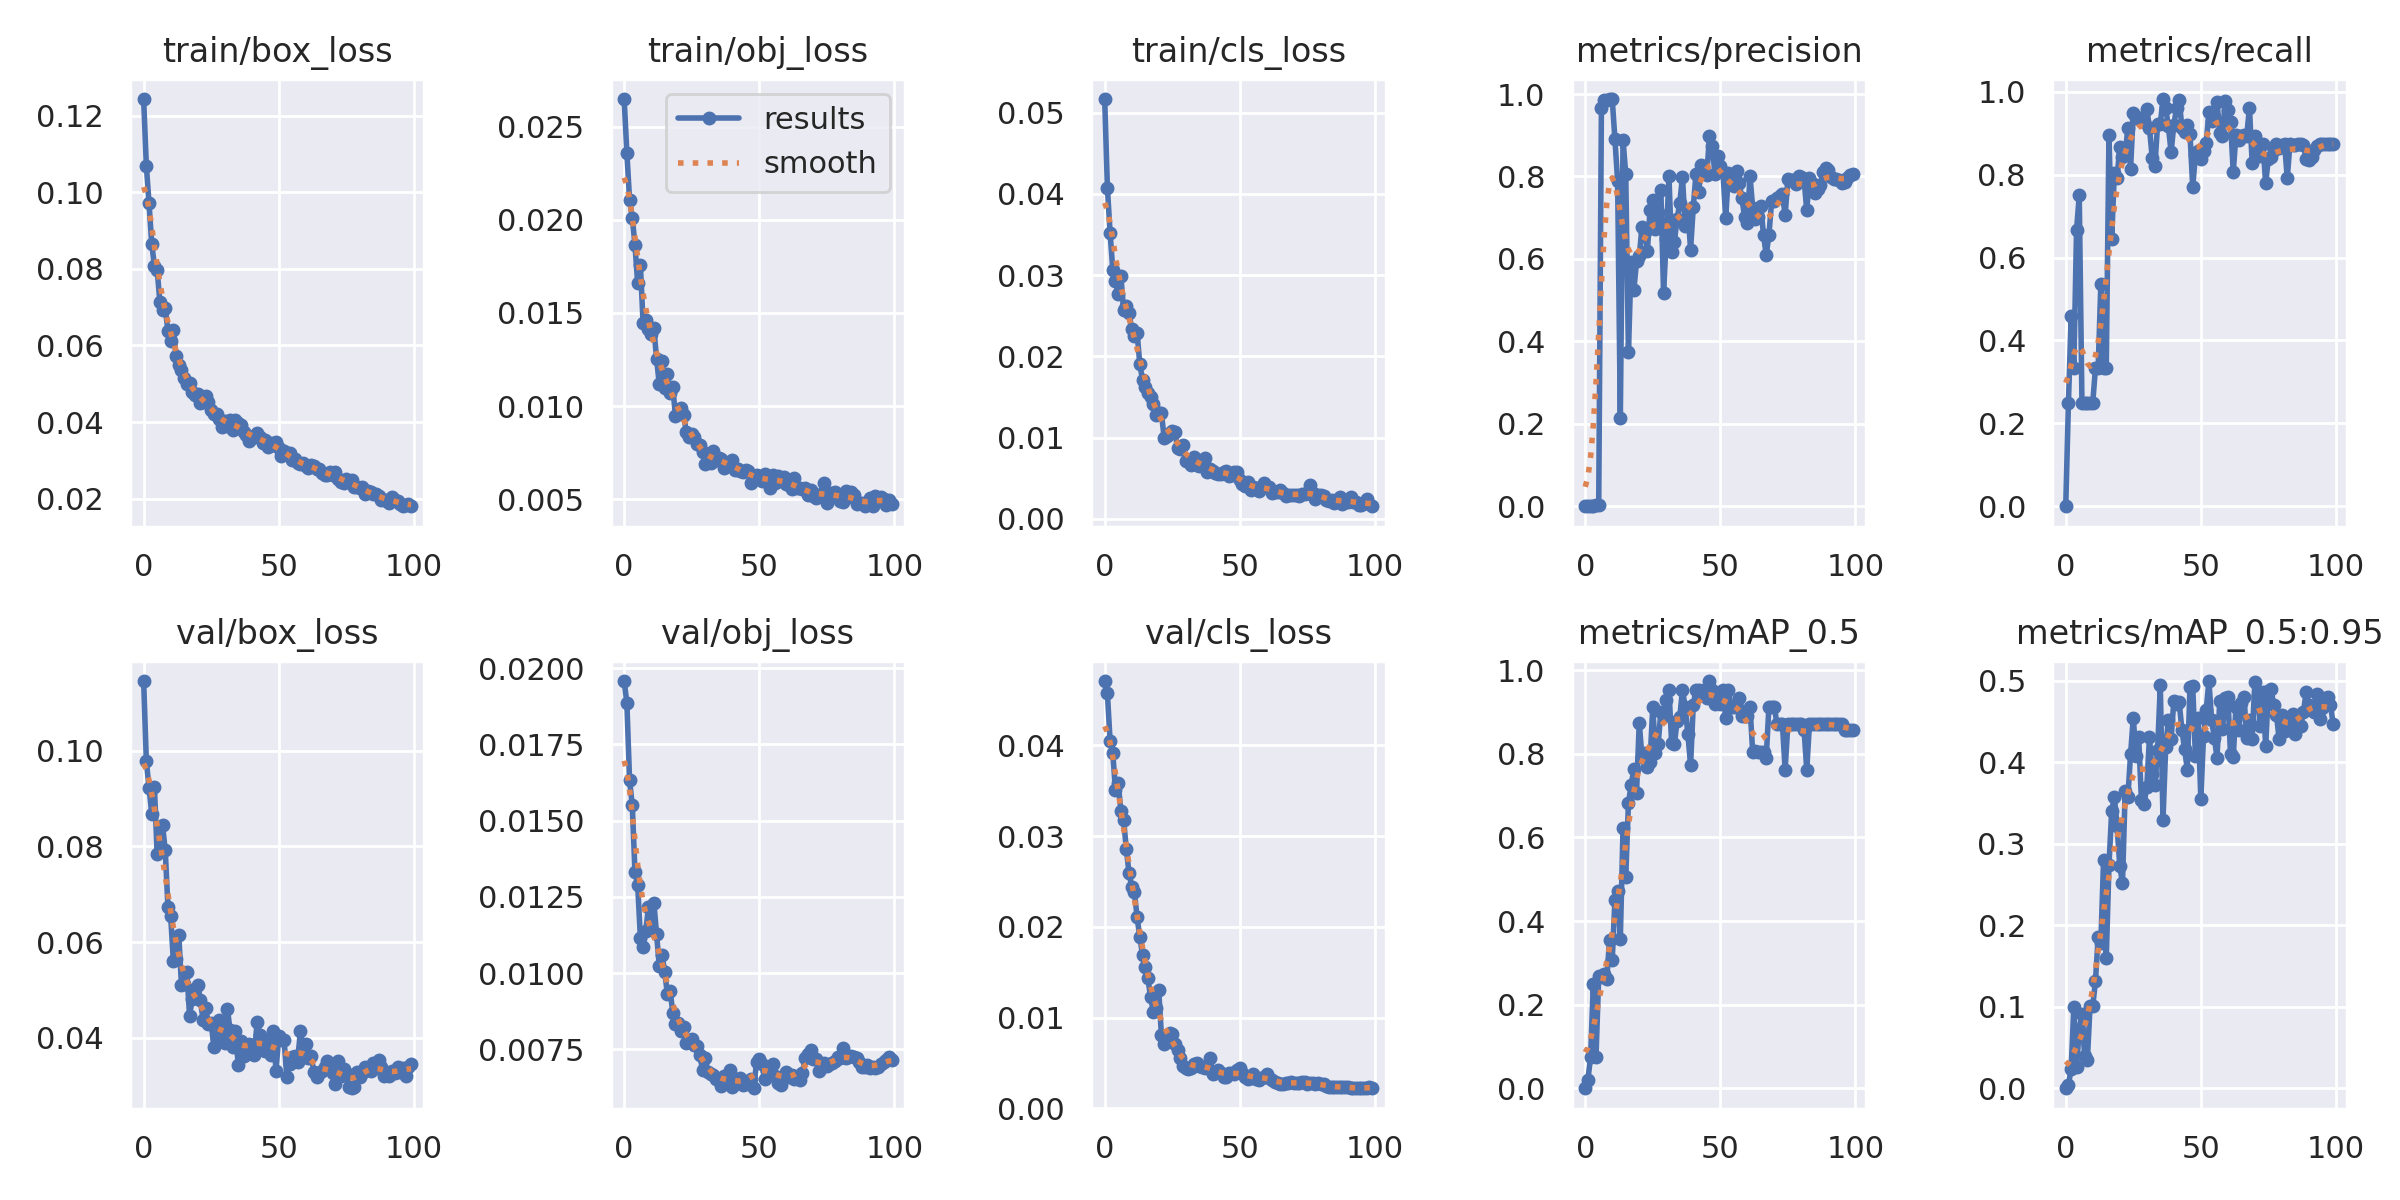 train/box_loss
0.12
0.10
0.08
0.06
0.04
0.02
0 50 100
train/obj_loss
results
smooth
0.025
0.020
0.015
0.010
0.005
0 50 100
train/cls_loss
0.05
0.04
0.03
0.02
0.01
0.00
0 50 100
metrics/precision
1.0
0.8
0.6
0.4
0.2
0.0
0 50 100
metrics/recall
1.0
0.8
0.6
0.4
0.2
0.0
0 50 100
val/box_loss
0.10
0.08
0.06
0.04
0 50 100
val/obj_loss
0.0200
0.0175
0.0150
0.0125
0.0100
0.0075
0 50 100
val/cls_loss
0.04
0.03
0.02
0.01
0.00
0 50 100
metrics/mAP_0.5
1.0
0.8
0.6
0.4
0.2
0.0
0 50 100
metrics/mAP_0.5:0.95
0.5
0.4
0.3
0.2
0.1
0.0
0 50 100